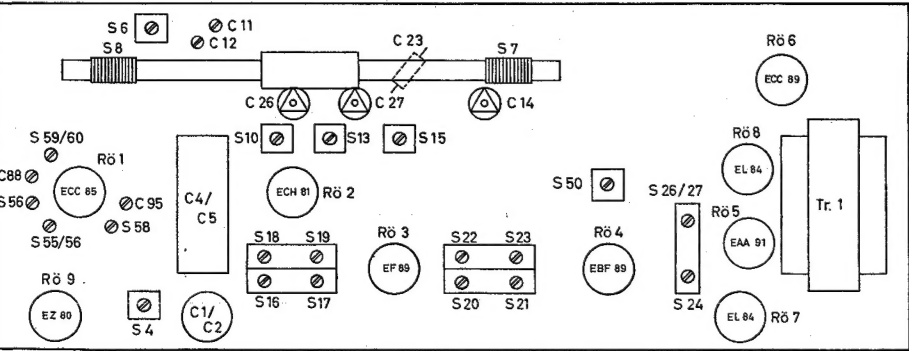 S 6
C 11
C 12
S 8
C 23
S 7
Rö 6
ECC 89
C 26
C 27
C 14
S 59/60
Rö 1
C88
S56
ECC 85
C 95
S 55/56
S 58
C4/
C5
S10
S13
S 15
ECH 81
Rö 2
S 50
Rö 8
EL 84
S 26/27
Rö 5
EAA 91
Tr. 1
S 18
S 19
Rö 3
EF 89
S 22
S 23
Rö 4
EBF 89
S 16
S 17
S 20
S 21
S 24
Rö 9
EZ 80
S 4
C1/
C2
EL 84
Rö 7